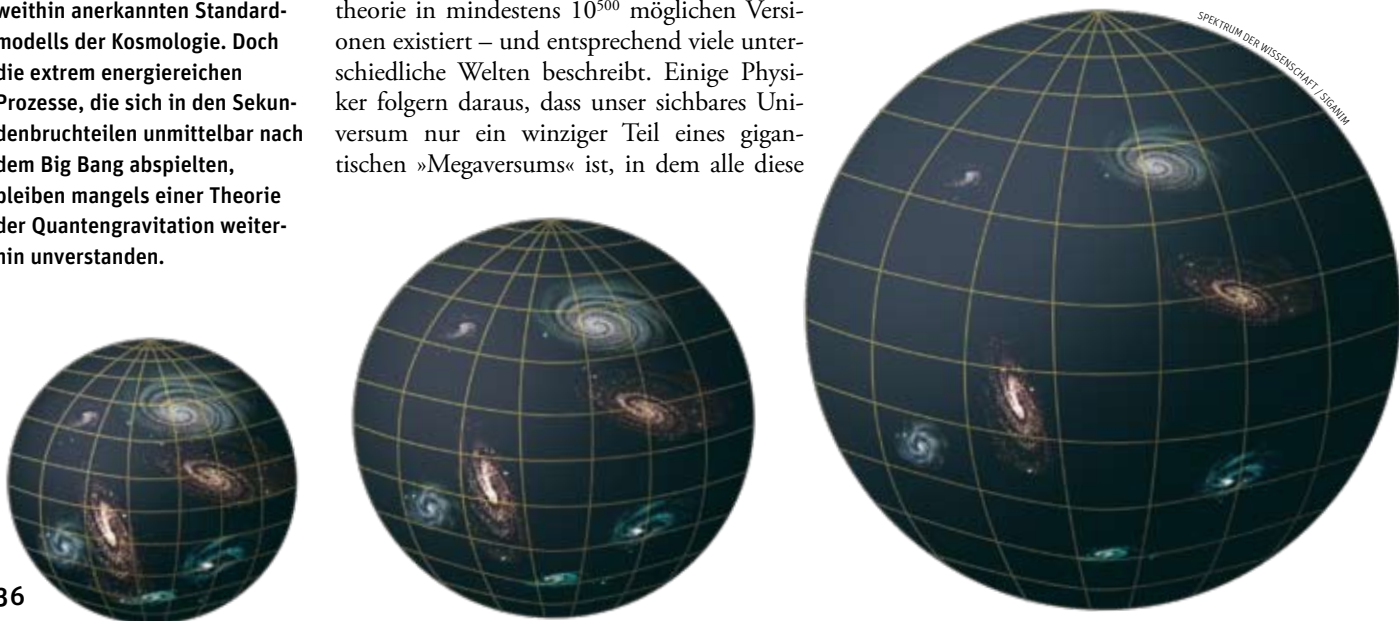 weithin anerkannten Standard-
modells der Kosmologie. Doch
die extrem energiereichen
Prozesse, die sich in den Sekun-
denbruchteilen unmittelbar nach
dem Big Bang abspielten,
bleiben mangels einer Theorie
der Quantengravitation weiter-
hin unverstanden.
theorie in mindestens 10⁵⁰⁰ möglichen Versi-
onen existiert – und entsprechend viele unter-
schiedliche Welten beschreibt. Einige Physi-
ker folgern daraus, dass unser sichbares Uni-
versum nur ein winziger Teil eines gigan-
tischen »Megaversums« ist, in dem alle diese
SPEKTRUM DER WISSENSCHAFT / SIGANIM
36